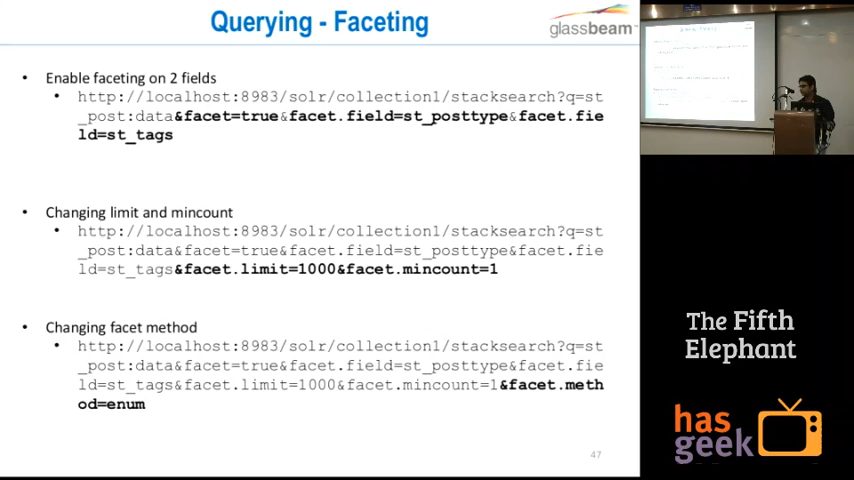 Querying - Faceting
glassbeam
• Enable faceting on 2 fields
• http://localhost:8983/solr/collection1/stacksearch?q=st
_post:data&facet=true&facet.field=st_posttype&facet.fie
ld=st_tags
• Changing limit and mincount
• http://localhost:8983/solr/collection1/stacksearch?q=st
_post:data&facet=true&facet.field=st_posttype&facet.fie
ld=st_tags&facet.limit=1000&facet.mincount=1
• Changing facet method
• http://localhost:8983/solr/collection1/stacksearch?q=st
_post:data&facet=true&facet.field=st_posttype&facet.fie
ld=st_tags&facet.limit=1000&facet.mincount=1&facet.meth
od=enum
47
The Fifth
Elephant
has
geek